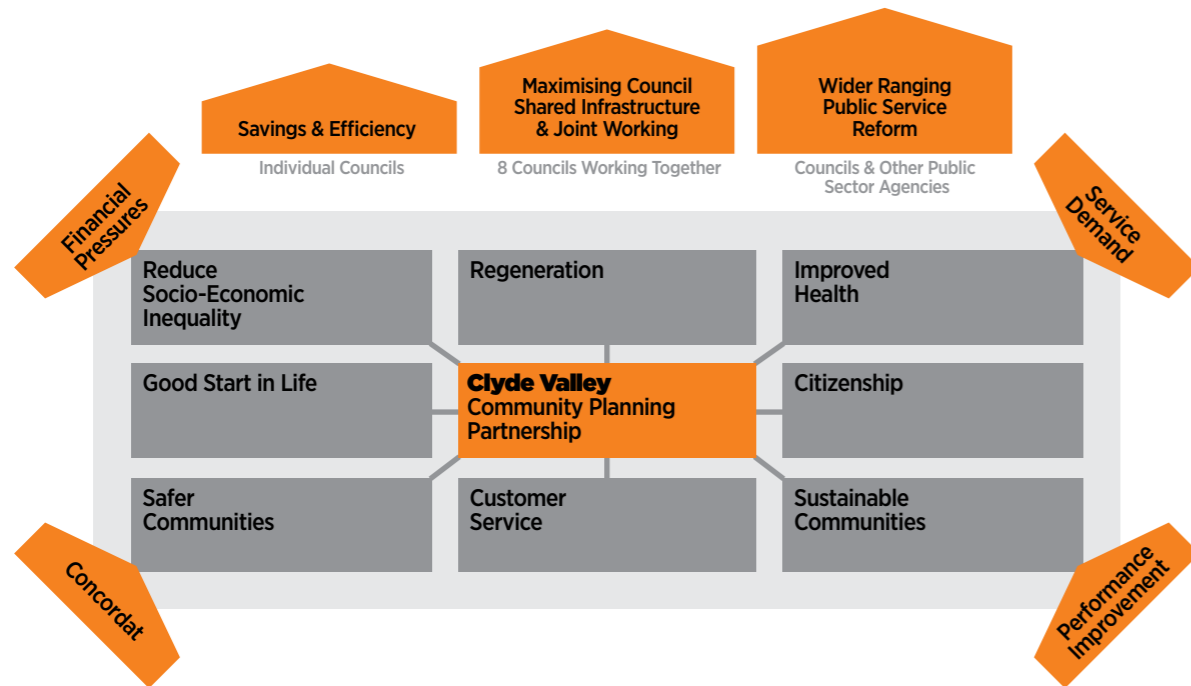 Savings & Efficiency
Individual Councils
Maximising Council
Shared Infrastructure
& Joint Working
8 Councils Working Together
Wider Ranging
Public Service
Reform
Councils & Other Public
Sector Agencies
Financial
Pressures
Service
Demand
Reduce
Socio-Economic
Inequality
Regeneration
Improved
Health
Good Start in Life
Clyde Valley
Community Planning
Partnership
Citizenship
Safer
Communities
Customer
Service
Sustainable
Communities
Concordat
Performance
Improvement